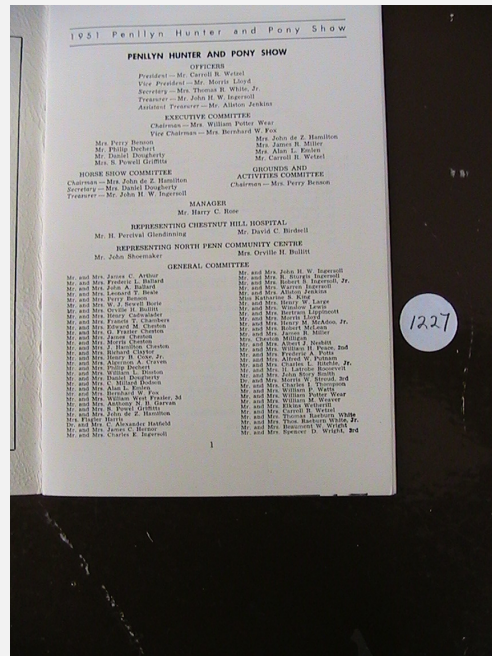 1951 Penllyn Hunter and Pony Show
PENLLYN HUNTER AND PONY SHOW
OFFICERS
President — Mr. Carroll R. Wetzel
Vice President — Mr. Morris Lloyd
Secretary — Mrs. Thomas R. White, Jr.
Treasurer — Mr. John H. W. Ingersoll
Assistant Treasurer — Mr. Allston Jenkins
EXECUTIVE COMMITTEE
Chairman — Mrs. William Potter Wear
Vice Chairman — Mrs. Bernhard W. Fox
Mrs. Perry Benson
Mr. Philip Dechert
Mr. Daniel Dougherty
Mrs. S. Powell Griffitts
Mrs. John de Z. Hamilton
Mrs. James R. Miller
Mrs. Alan L. Emlen
Mr. Carroll R. Wetzel
HORSE SHOW COMMITTEE
Chairman — Mrs. John de Z. Hamilton
Secretary — Mrs. Daniel Dougherty
Treasurer — Mr. John H. W. Ingersoll
GROUNDS AND
ACTIVITIES COMMITTEE
Chairman — Mrs. Perry Benson
MANAGER
Mr. Harry C. Rose
REPRESENTING CHESTNUT HILL HOSPITAL
Mr. H. Percival Glendinning Mr. David C. Birdsell
REPRESENTING NORTH PENN COMMUNITY CENTRE
Mr. John Shoemaker Mrs. Orville H. Bullitt
GENERAL COMMITTEE
Mr. and Mrs. James C. Arthur
Mr. and Mrs. Frederic L. Ballard
Mr. and Mrs. John A. Ballard
Mr. and Mrs. Leonard T. Beale
Mr. and Mrs. Perry Benson
Mr. and Mrs. W. J. Sewell Borie
Mr. and Mrs. Orville H. Bullitt
Mr. and Mrs. Henry Cadwalader
Mr. and Mrs. Francis T. Chambers
Mr. and Mrs. Edward M. Cheston
Mr. and Mrs. G. Frazier Cheston
Mr. and Mrs. James Cheston
Mr. and Mrs. Morris Cheston
Mr. and Mrs. J. Hamilton Cheston
Mr. and Mrs. Richard Clayton
Mr. and Mrs. Henry B. Coxe, Jr.
Mr. and Mrs. Algernon A. Craven
Mr. and Mrs. Philip Dechert
Mr. and Mrs. William L. Dixon
Mr. and Mrs. Daniel Dougherty
Mr. and Mrs. C. Millard Dodson
Mr. and Mrs. Alan L. Emlen
Mr. and Mrs. Bernhard W. Fox
Mr. and Mrs. William West Frazier, 3d
Mr. and Mrs. Anthony N. B. Garvan
Mr. and Mrs. S. Powel Griffitts
Mr. and Mrs. John de Z. Hamilton
Mrs. Flagler Harris
Dr. and Mrs. C. Alexander Hatfield
Mr. and Mrs. James C. Hornor
Mr. and Mrs. Charles E. Ingersoll
Mr. and Mrs. John H. W. Ingersoll
Mr. and Mrs. R. Sturgis Ingersoll
Mr. and Mrs. Robert S. Ingersoll, Jr.
Mr. and Mrs. Warren Ingersoll
Mr. and Mrs. Allston Jenkins
Miss Katharine S. King
Mr. and Mrs. Henry W. Large
Mr. and Mrs. Winslow Lewis
Mr. and Mrs. Bertram Lippincott
Mr. and Mrs. Morris Lloyd
Mr. and Mrs. Henry M. McAdoo, Jr.
Mr. and Mrs. Robert McLean
Mr. and Mrs. James R. Miller
Mrs. Cheston Milligan
Mr. and Mrs. Albert J. Nesbitt
Mr. and Mrs. William H. Peace, 2nd
Mr. and Mrs. Frederic A. Potts
Mr. and Mrs. Alfred W. Putnam
Mr. and Mrs. Charles L. Ritchie, Jr.
Mr. and Mrs. H. Latrobe Roosevelt
Mr. and Mrs. John Story Smith
Dr. and Mrs. Morris W. Stroud, 3rd
Mr. and Mrs. Charles I. Thompson
Mr. and Mrs. William P. Watts
Mr. and Mrs. William Potter Wear
Mr. and Mrs. Harlan M. Weaver
Mr. and Mrs. Elkins Wetherill
Mr. and Mrs. Carroll R. Wetzel
Mr. and Mrs. Thomas Raeburn White
Mr. and Mrs. Thos. Raeburn White, Jr.
Mr. and Mrs. Beaumont W. Wright
Mr. and Mrs. Spencer D. Wright, 3rd
1
1227